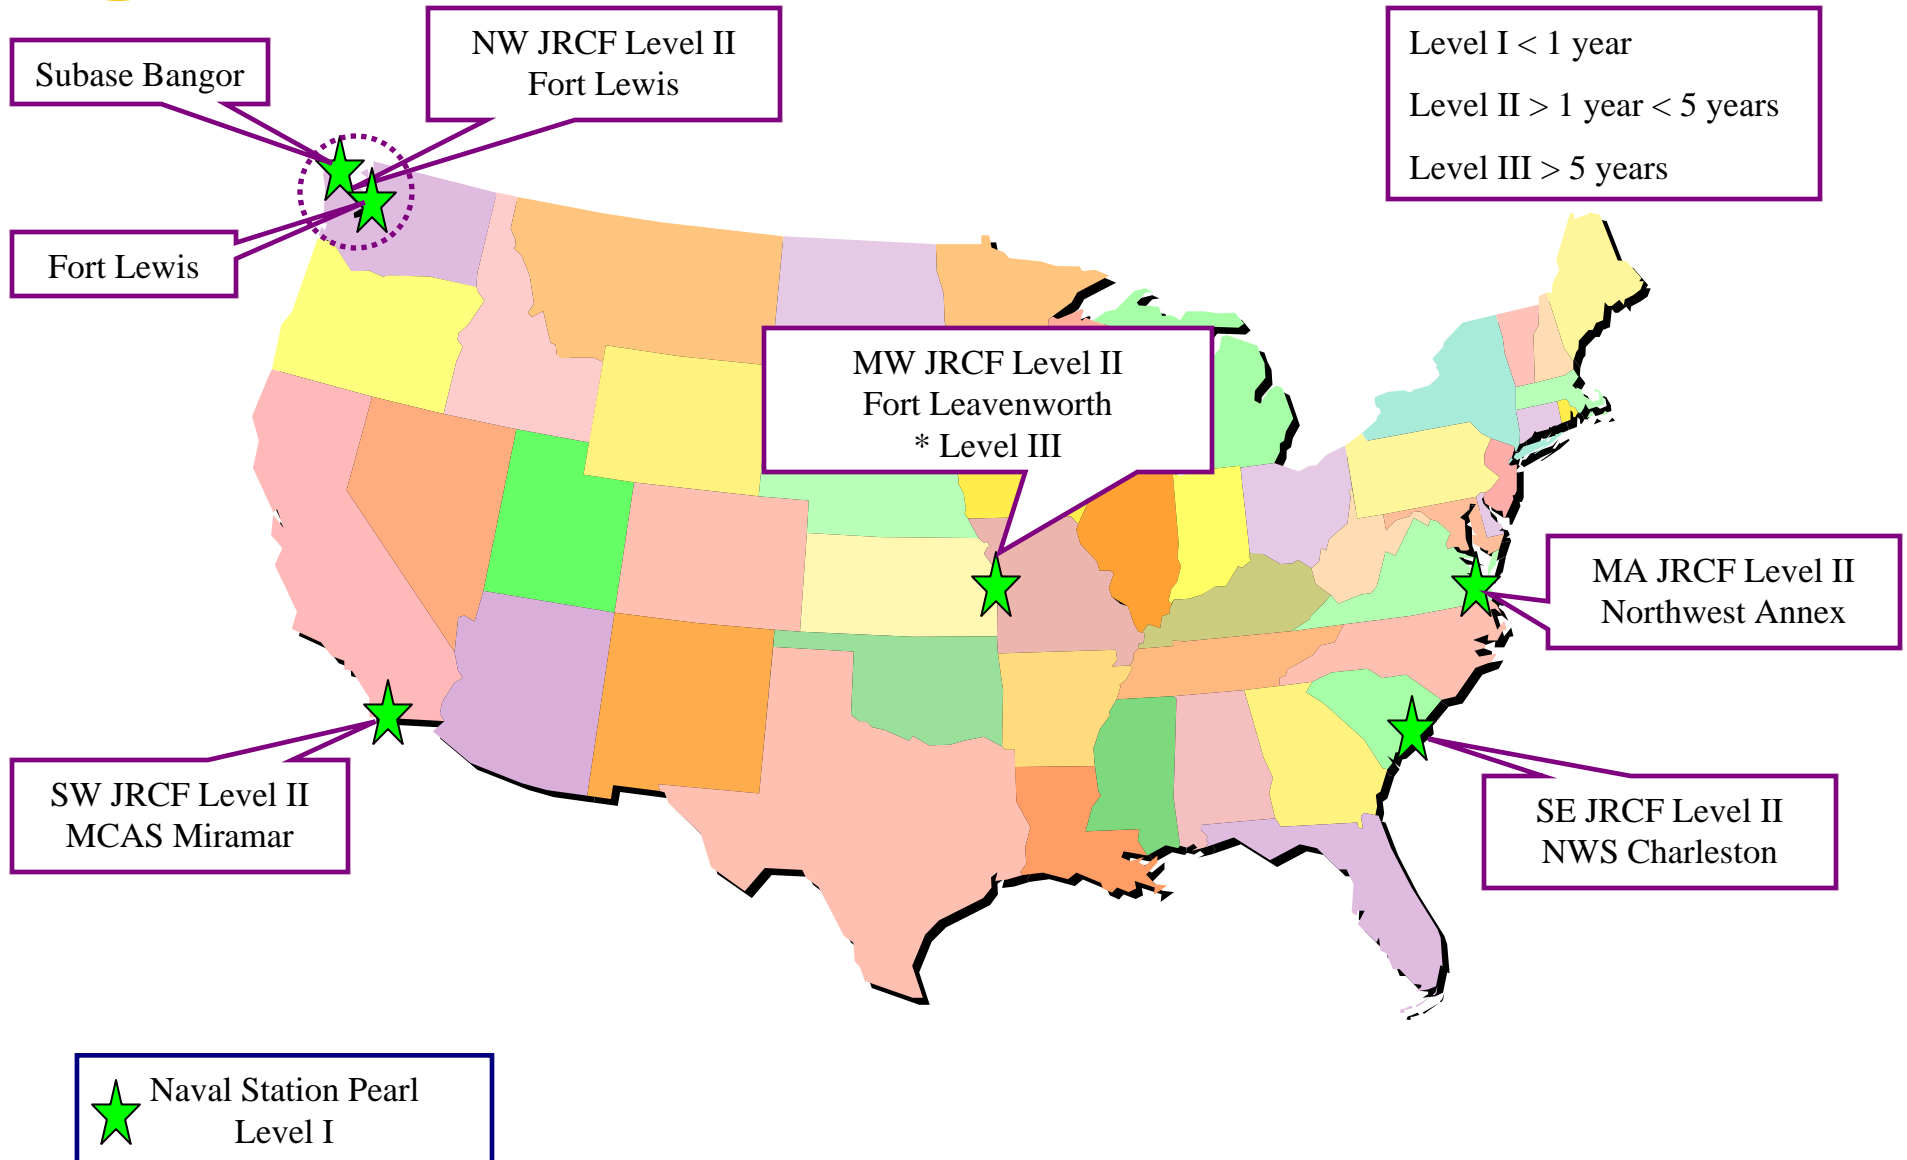 Subase Bangor
NW JRCF Level II
Fort Lewis
Level I < 1 year
Level II > 1 year < 5 years
Level III > 5 years
Fort Lewis
MW JRCF Level II
Fort Leavenworth
* Level III
MA JRCF Level II
Northwest Annex
SW JRCF Level II
MCAS Miramar
SE JRCF Level II
NWS Charleston
Naval Station Pearl
Level I